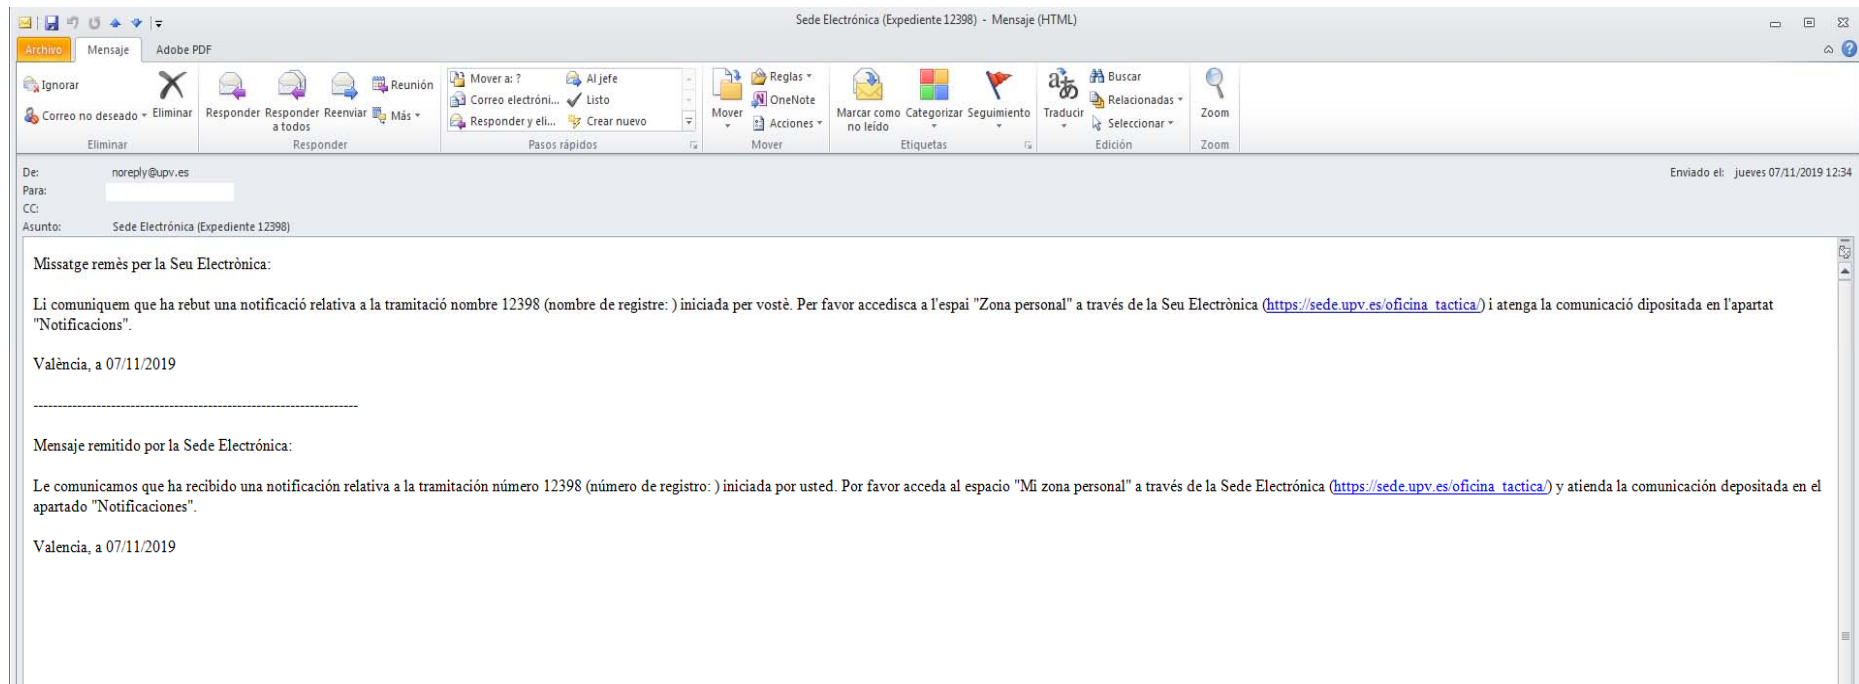 Sede Electrónica (Expediente 12398) - Mensaje (HTML)
Archivo Mensaje Adobe PDF
Ignorar
Correo no deseado
Eliminar
Eliminar
Responder
Responder a todos
Reenviar
Reunión
Más
Responder
Mover a: ?
Al jefe
Correo electróni...
Listo
Responder y eli...
Crear nuevo
Pasos rápidos
Mover
Reglas
OneNote
Acciones
Mover
Marcar como no leído
Categorizar
Seguimiento
Etiquetas
Traducir
Buscar
Relacionadas
Seleccionar
Edición
Zoom
Zoom
De: noreply@upv.es
Enviado el: jueves 07/11/2019 12:34
Para:
CC:
Asunto: Sede Electrónica (Expediente 12398)
Missatge remès per la Seu Electrònica:
Li comuniquem que ha rebut una notificació relativa a la tramitació nombre 12398 (nombre de registre: ) iniciada per vostè. Per favor accedisca a l'espai "Zona personal" a través de la Seu Electrònica (https://sede.upv.es/oficina_tactica/) i atenga la comunicació dipositada en l'apartat
"Notificacions".
València, a 07/11/2019
-------------------------------------------------------------------
Mensaje remitido por la Sede Electrónica:
Le comunicamos que ha recibido una notificación relativa a la tramitación número 12398 (número de registro: ) iniciada por usted. Por favor acceda al espacio "Mi zona personal" a través de la Sede Electrónica (https://sede.upv.es/oficina_tactica/) y atienda la comunicación depositada en el
apartado "Notificaciones".
Valencia, a 07/11/2019